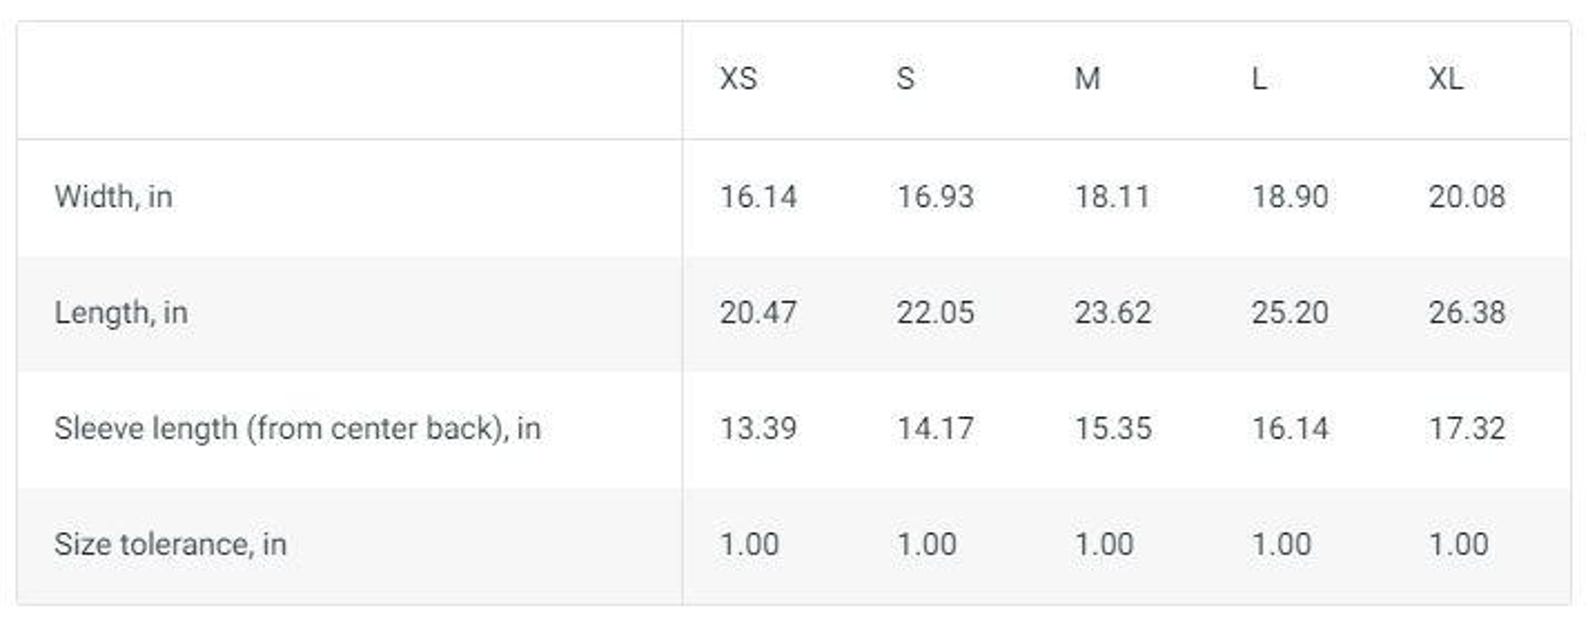 XS S M L XL
Width, in 16.14 16.93 18.11 18.90 20.08
Length, in 20.47 22.05 23.62 25.20 26.38
Sleeve length (from center back), in 13.39 14.17 15.35 16.14 17.32
Size tolerance, in 1.00 1.00 1.00 1.00 1.00